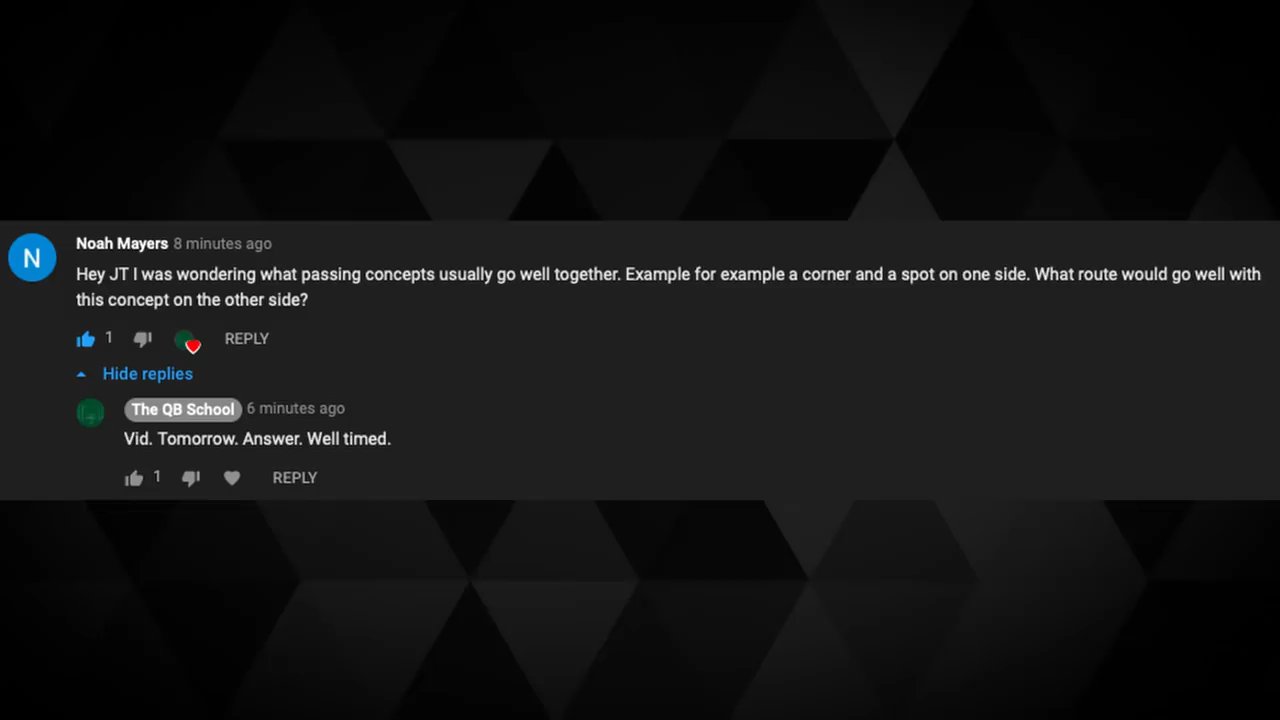 Noah Mayers 8 minutes ago
Hey JT I was wondering what passing concepts usually go well together. Example for example a corner and a spot on one side. What route would go well with
this concept on the other side?
1 REPLY
Hide replies
The QB School 6 minutes ago
Vid. Tomorrow. Answer. Well timed.
1 REPLY
N